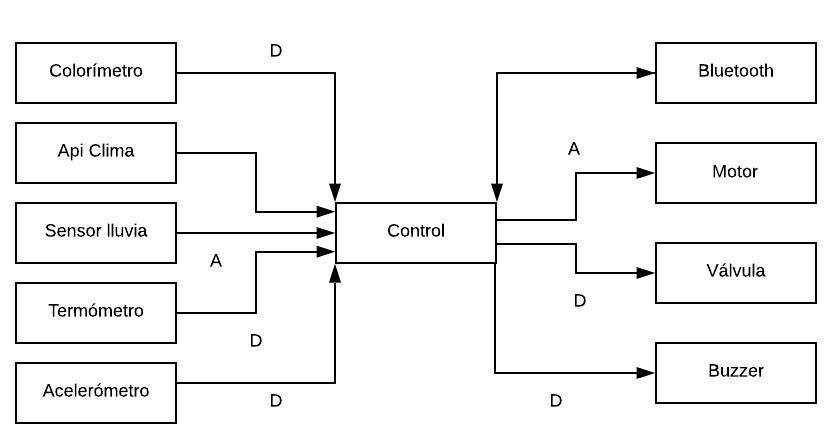 D
Colorímetro
Bluetooth
Api Clima
A
Motor
Sensor lluvia
Control
A
Válvula
Termómetro
D
D
Acelerómetro
Buzzer
D
D